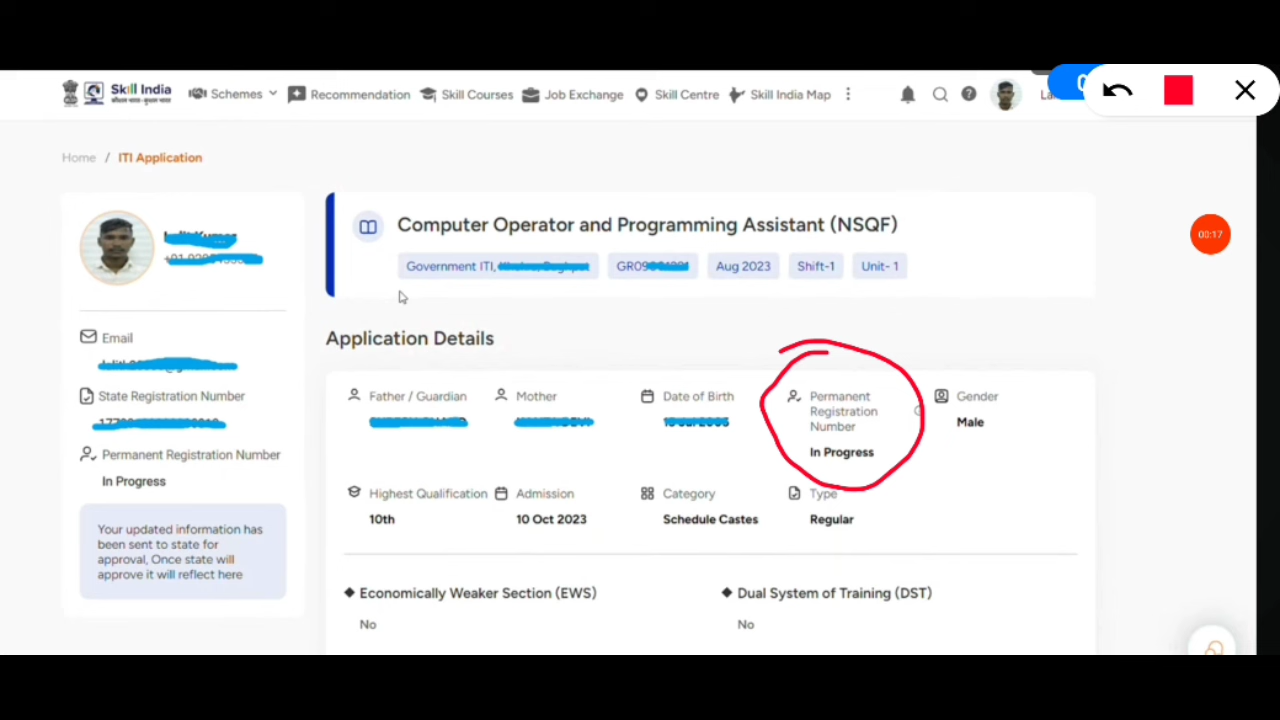 Skill India
कौशल भारत - कुशल भारत
Schemes
Recommendation
Skill Courses
Job Exchange
Skill Centre
Skill India Map
Home / ITI Application
00:17
Email
State Registration Number
Permanent Registration Number
In Progress
Your updated information has
been sent to state for
approval, Once state will
approve it will reflect here
Computer Operator and Programming Assistant (NSQF)
Government ITI,
Aug 2023
Shift-1
Unit- 1
Application Details
Father / Guardian
Mother
Date of Birth
Permanent
Registration
Number
In Progress
Gender
Male
Highest Qualification
10th
Admission
10 Oct 2023
Category
Schedule Castes
Type
Regular
Economically Weaker Section (EWS)
No
Dual System of Training (DST)
No